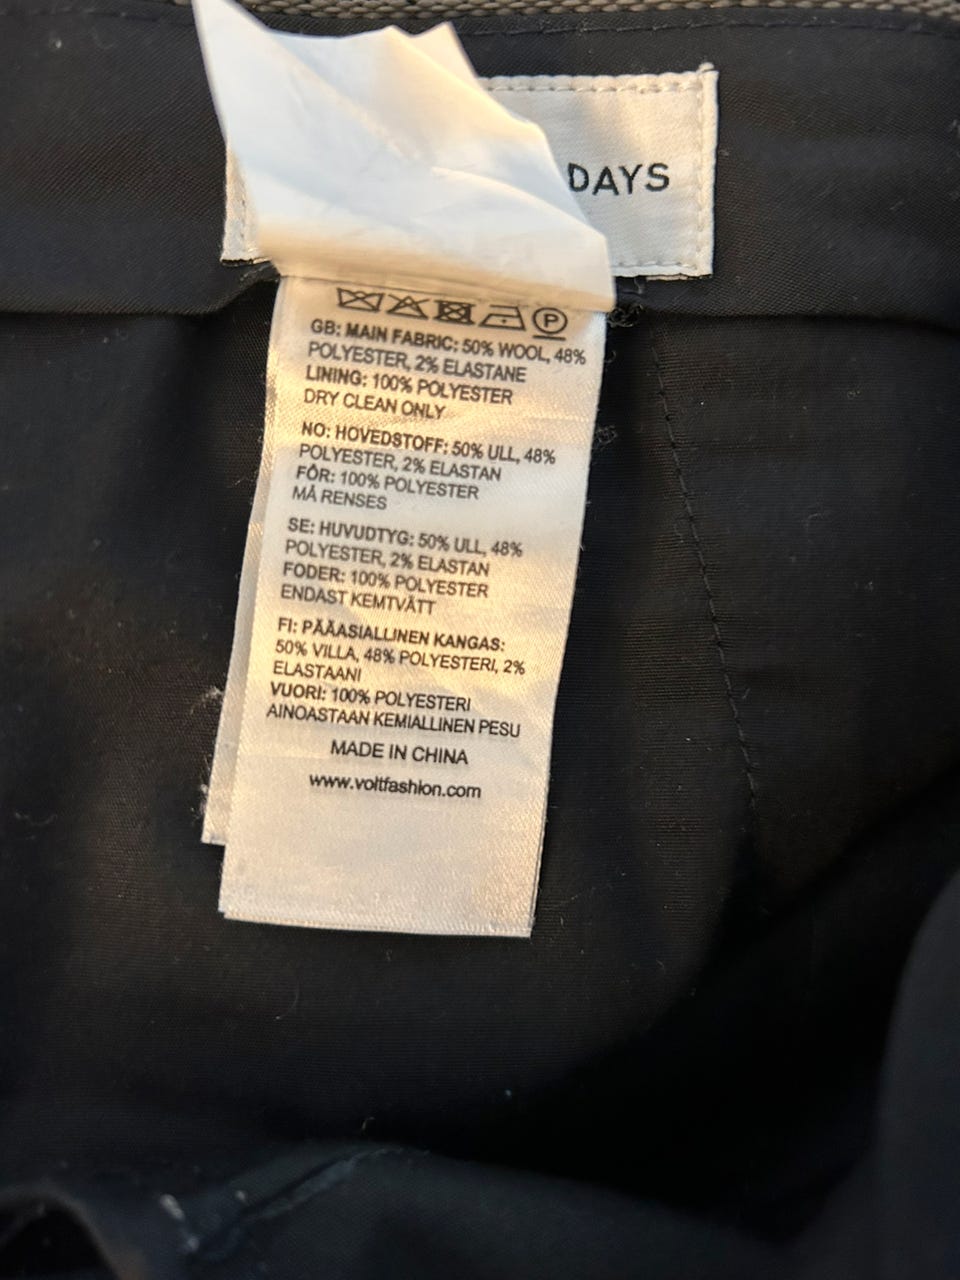 DAYS
P
GB: MAIN FABRIC: 50% WOOL, 48%
POLYESTER, 2% ELASTANE
LINING: 100% POLYESTER
DRY CLEAN ONLY
NO: HOVEDSTOFF: 50% ULL, 48%
POLYESTER, 2% ELASTAN
FÔR: 100% POLYESTER
MÅ RENSES
SE: HUVUDTYG: 50% ULL, 48%
POLYESTER, 2% ELASTAN
FODER: 100% POLYESTER
ENDAST KEMTVÄTT
FI: PÄÄASIALLINEN KANGAS:
50% VILLA, 48% POLYESTERI, 2%
ELASTAANI
VUORI: 100% POLYESTERI
AINOASTAAN KEMIALLINEN PESU
MADE IN CHINA
www.voltfashion.com